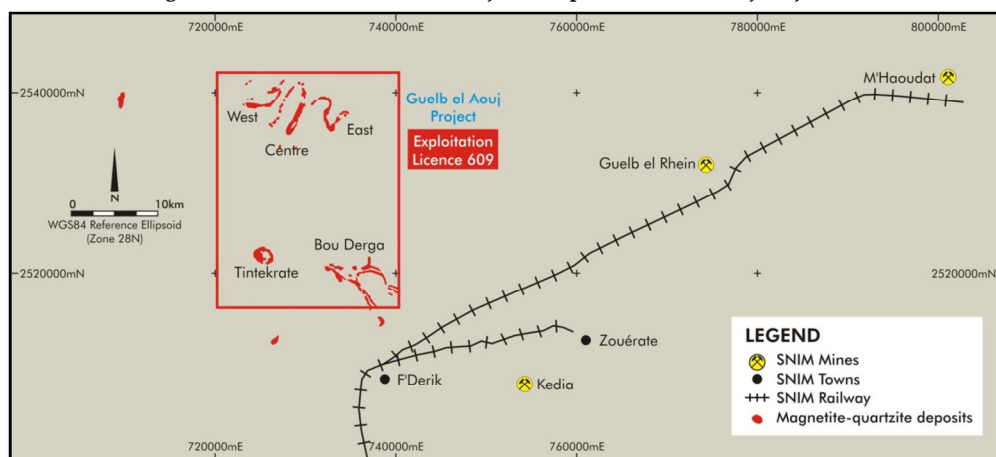 720000mE
740000mE
760000mE
780000mE
800000mE
M'Haoudat
2540000mN
West
Guelb el Aouj
Project
East
Centre
Exploitation
Licence 609
Guelb el Rhein
N
0
10km
WGS84 Reference Ellipsoid
(Zone 28N)
Bou Derga
2520000mN
Tintekrate
2520000mN
LEGEND
SNIM Mines
SNIM Towns
SNIM Railway
Magnetite-quartzite deposits
Zouérate
F'Derik
Kedia
720000mE
740000mE
760000mE